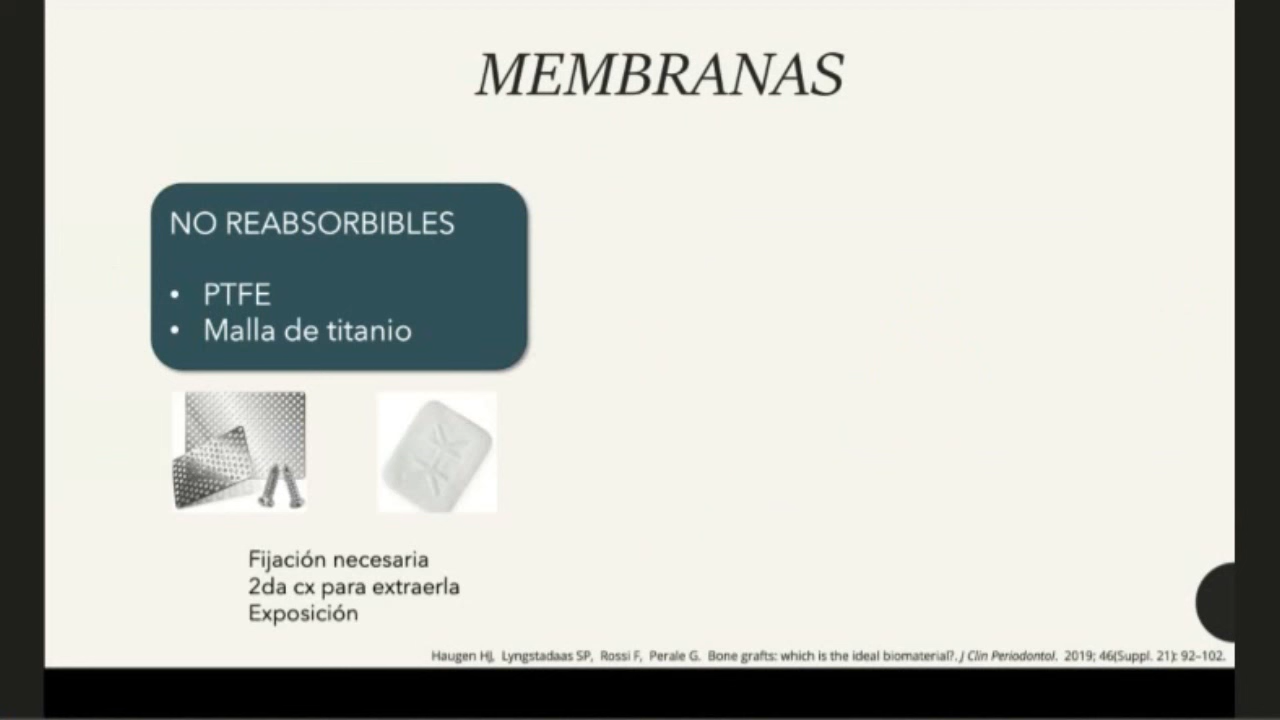 MEMBRANAS
NO REABSORBIBLES
• PTFE
• Malla de titanio
Fijación necesaria
2da cx para extraerla
Exposición
Haugen HJ, Lyngstadaas SP, Rossi F, Perale G. Bone grafts: which is the ideal biomaterial?. J Clin Periodontol. 2019; 46(Suppl. 21): 92–102.